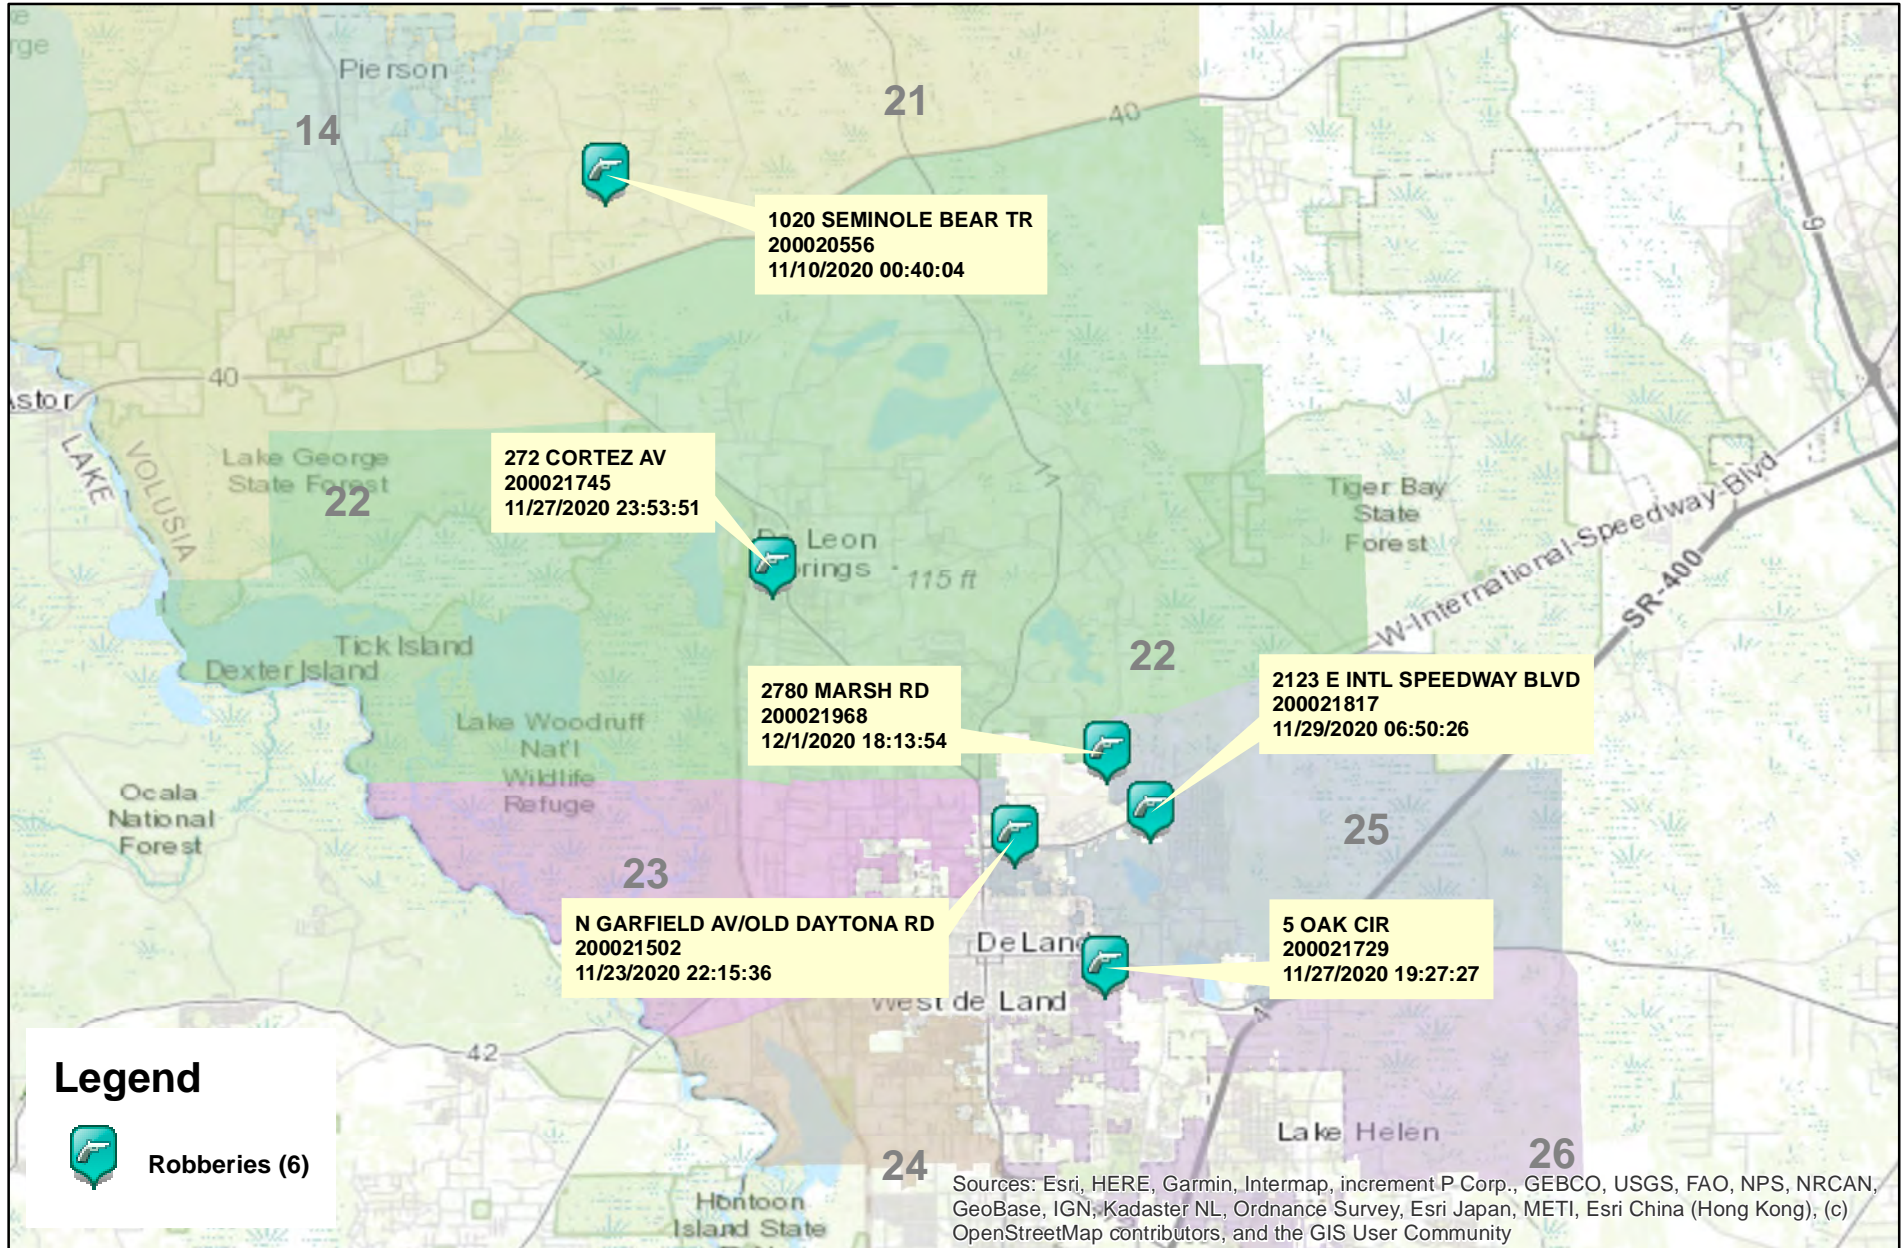 Pierson
14
21
40
1020 SEMINOLE BEAR TR
200020556
11/10/2020 00:40:04
9
17
40
Astor
LAKE
VOLUSIA
Lake George
State Forest
22
272 CORTEZ AV
200021745
11/27/2020 23:53:51
De Leon
Springs
115 ft
11
Tiger Bay
State
Forest
W-International-Speedway-Blvd
SR-400
Tick Island
Dexter Island
22
2780 MARSH RD
200021968
12/1/2020 18:13:54
2123 E INTL SPEEDWAY BLVD
200021817
11/29/2020 06:50:26
Lake Woodruff
Nat'l
Wildlife
Refuge
Ocala
National
Forest
23
25
N GARFIELD AV/OLD DAYTONA RD
200021502
11/23/2020 22:15:36
DeLand
5 OAK CIR
200021729
11/27/2020 19:27:27
West de Land
4
42
Legend
Robberies (6)
Lake Helen
24
26
Hontoon
Island State
Sources: Esri, HERE, Garmin, Intermap, increment P Corp., GEBCO, USGS, FAO, NPS, NRCAN,
GeoBase, IGN, Kadaster NL, Ordnance Survey, Esri Japan, METI, Esri China (Hong Kong), (c)
OpenStreetMap contributors, and the GIS User Community